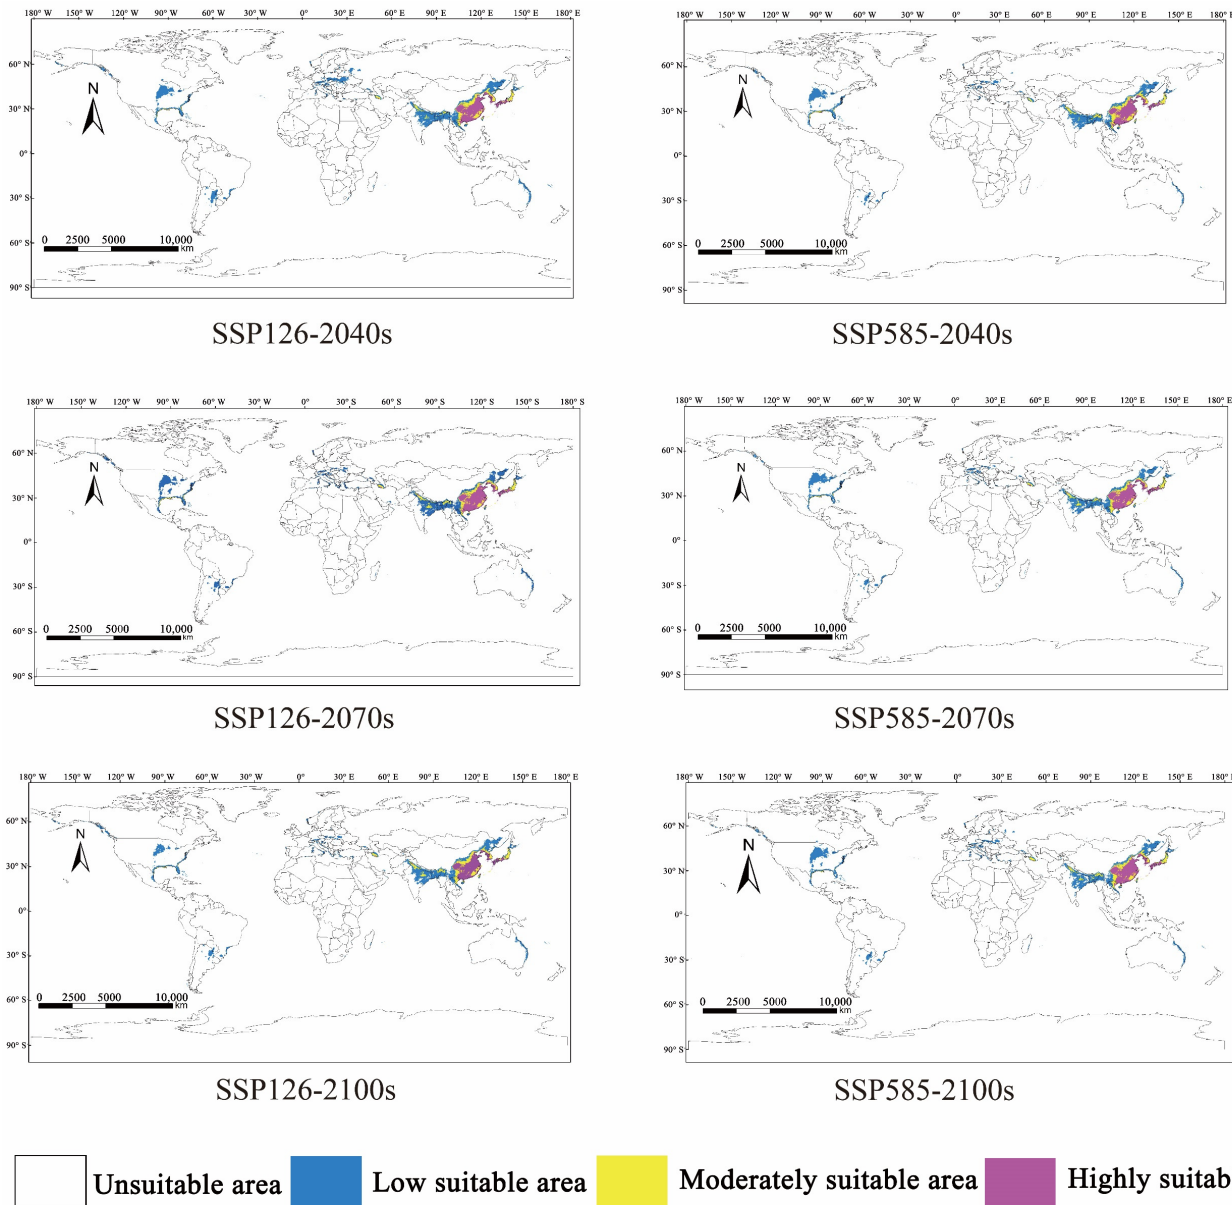 180° W 150° W 120° W 90° W 60° W 30° W 0° 30° E 60° E 90° E 120° E 150° E 180° E
60° N
30° N
0°
30° S
60° S
90° S
N
0 2500 5000 10,000
km
SSP126-2040s
180° W 150° W 120° W 90° W 60° W 30° W 0° 30° E 60° E 90° E 120° E 150° E 180° E
60° N
30° N
0°
30° S
60° S
90° S
N
0 2500 5000 10,000
km
SSP585-2040s
180° W 150° W 120° W 90° W 60° W 30° W 0° 30° S 60° S 90° S 120° S 150° S 180° S
60° N
30° N
0°
30° S
60° S
90° S
N
0 2500 5000 10,000
km
SSP126-2070s
180° W 150° W 120° W 90° W 60° W 30° W 0° 30° E 60° E 90° E 120° E 150° E 180° E
60° N
30° N
0°
30° S
60° S
90° S
N
0 2500 5000 10,000
km
SSP585-2070s
180° W 150° W 120° W 90° W 60° W 30° W 0° 30° E 60° E 90° E 120° E 150° E 180° E
60° N
30° N
0°
30° S
60° S
90° S
N
0 2500 5000 10,000
km
SSP126-2100s
180° W 150° W 120° W 90° W 60° W 30° W 0° 30° E 60° E 90° E 120° E 150° E 180° E
60° N
30° N
0°
30° S
60° S
90° S
N
0 2500 5000 10,000
km
SSP585-2100s
Unsuitable area Low suitable area Moderately suitable area Highly suitab